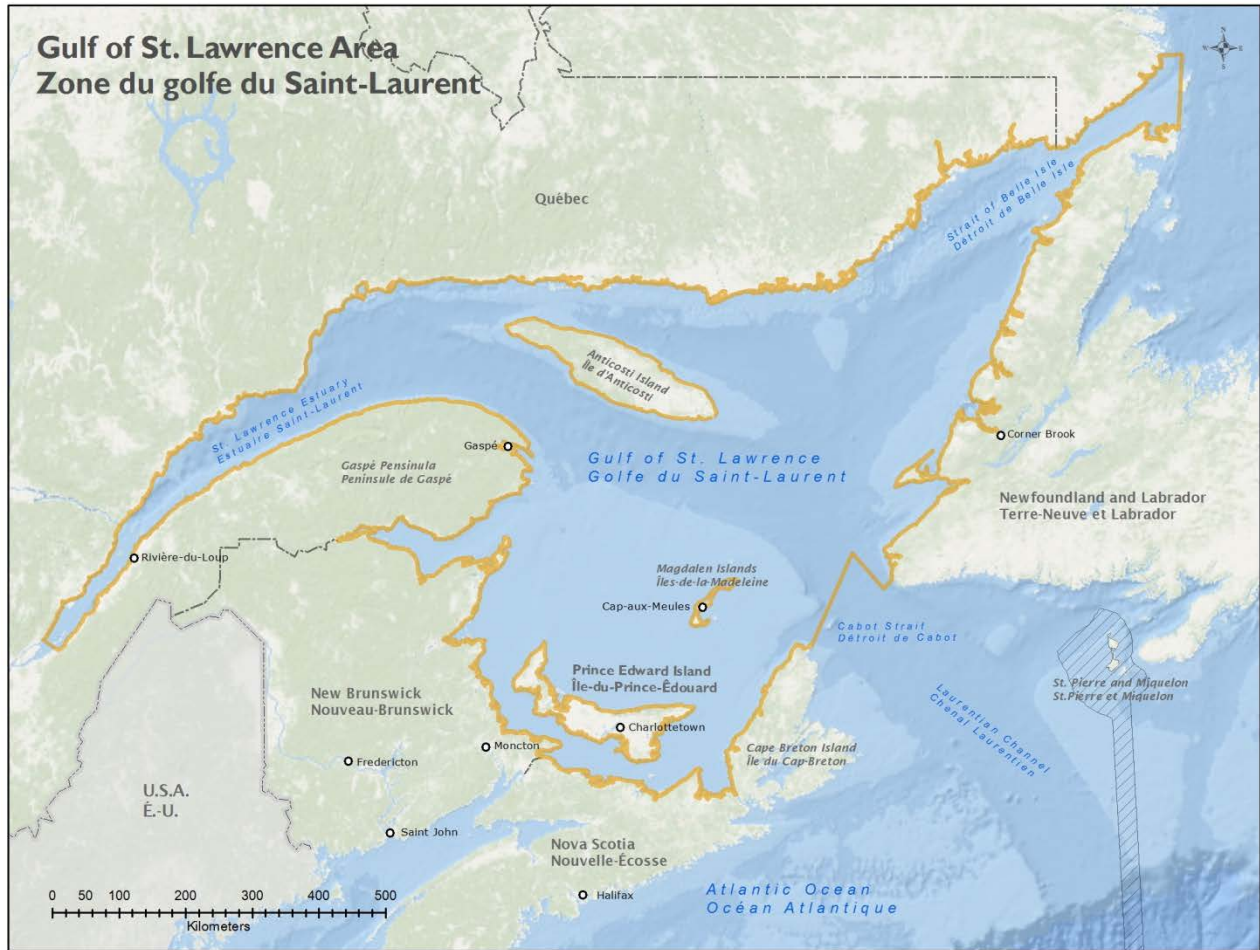 Gulf of St. Lawrence Area
Zone du golfe du Saint-Laurent
N
W
E
S
Québec
Strait of Belle Isle
Détroit de Belle Isle
Anticosti Island
Île d'Anticosti
St. Lawrence Estuary
Estuaire Saint-Laurent
Gaspé
Gaspé Pensinula
Peninsule de Gaspé
Gulf of St. Lawrence
Golfe du Saint-Laurent
Corner Brook
Newfoundland and Labrador
Terre-Neuve et Labrador
Rivière-du-Loup
Magdalen Islands
Îles-de-la-Madeleine
Cap-aux-Meules
Cabot Strait
Détroit de Cabot
Prince Edward Island
Île-du-Prince-Êdouard
Charlottetown
St. Pierre and Miquelon
St.Pierre et Miquelon
Laurentian Channel
Chenal Laurentien
New Brunswick
Nouveau-Brunswick
Moncton
Fredericton
Cape Breton Island
Île du Cap-Breton
U.S.A.
É.-U.
Saint John
Nova Scotia
Nouvelle-Écosse
Halifax
Atlantic Ocean
Océan Atlantique
0 50 100 200 300 400 500
Kilometers